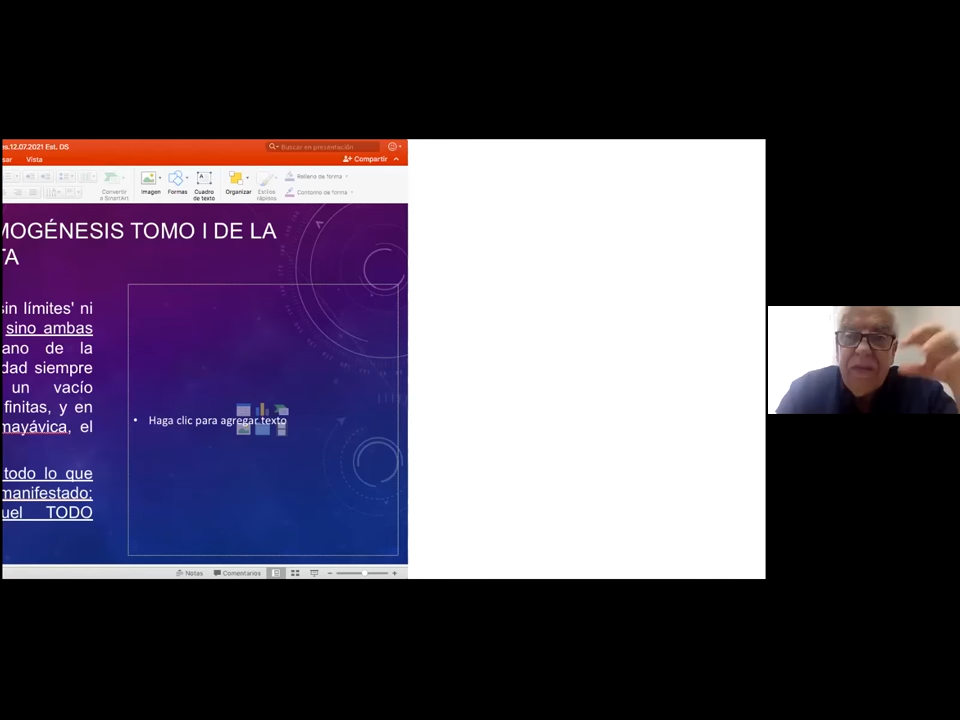 s.12.07.2021 Est. DS
Buscar en presentación
sar Vista
Compartir
Convertir
a SmartArt
Imagen
Formas
Cuadro
de texto
Organizar
Estilos
rápidos
Relleno de forma
Contorno de forma
MOGÉNESIS TOMO I DE LA
TA
sin límites' ni
sino ambas
ano de la
dad siempre
un vacío
finitas, y en
mayávica, el
todo lo que
manifestado;
uel TODO
• Haga clic para agregar texto
Notas
Comentarios